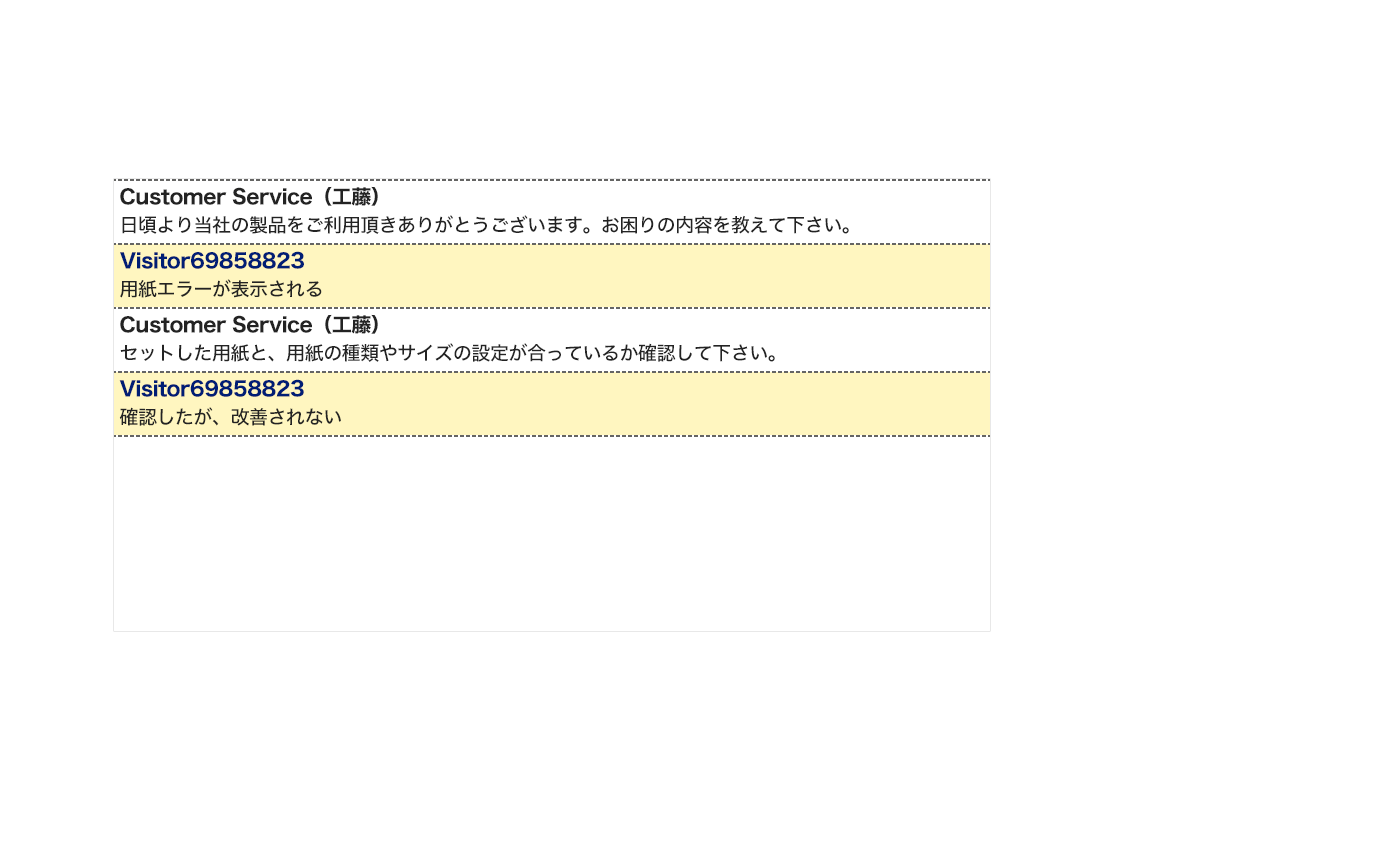 Customer Service（工藤）
日頃より当社の製品をご利用頂きありがとうございます。お困りの内容を教えて下さい。
Visitor69858823
用紙エラーが表示される
Customer Service（工藤）
セットした用紙と、用紙の種類やサイズの設定が合っているか確認して下さい。
Visitor69858823
確認したが、改善されない